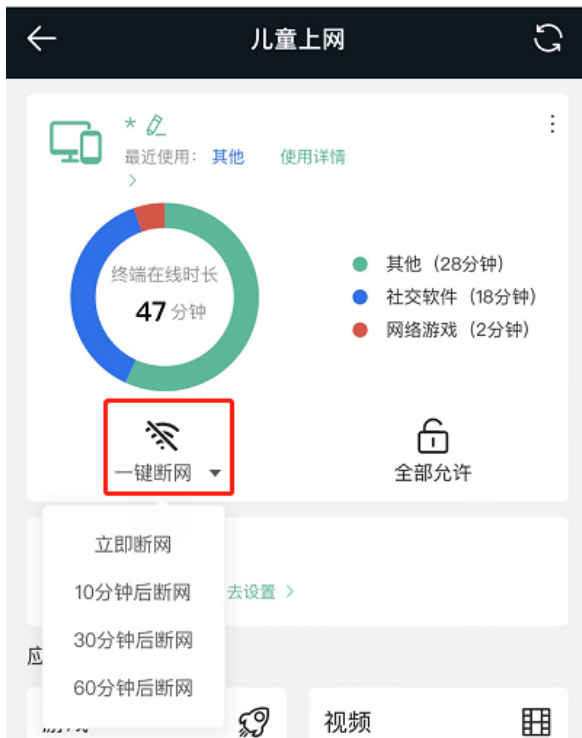 儿童上网
*
最近使用： 其他 使用详情
>
终端在线时长
47 分钟
其他（28分钟）
社交软件（18分钟）
网络游戏（2分钟）
一键断网
全部允许
立即断网
10分钟后断网
去设置 >
30分钟后断网
应
60分钟后断网
视频